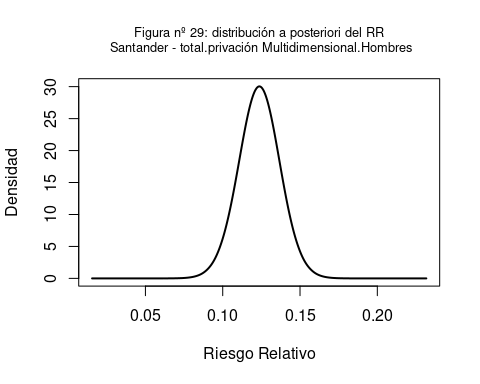 Figura nº 29: distribución a posteriori del RR
Santander - total.privación Multidimensional.Hombres
Densidad
30
25
20
15
10
5
0
0.05 0.10 0.15 0.20
Riesgo Relativo